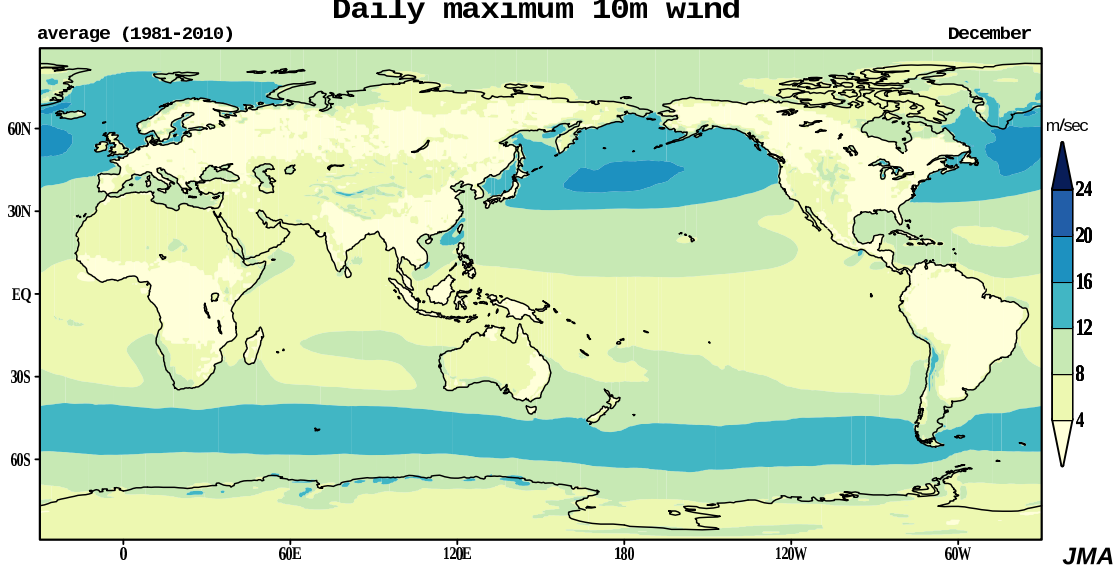 Daily maximum 10m wind
average (1981-2010) December
m/sec
24
20
16
12
8
4
60N
30N
EQ
30S
60S
0 60E 120E 180 120W 60W
JMA